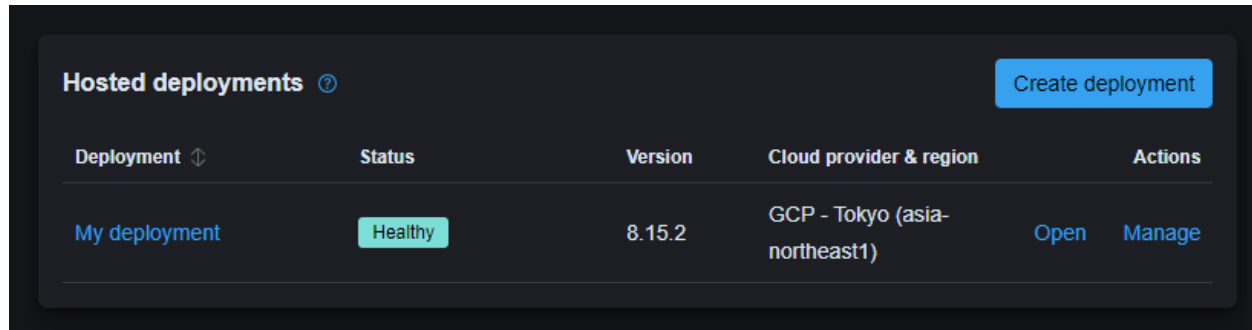 Hosted deployments
Create deployment
Deployment Status Version Cloud provider & region Actions
My deployment Healthy 8.15.2 GCP - Tokyo (asia-
northeast1) Open Manage